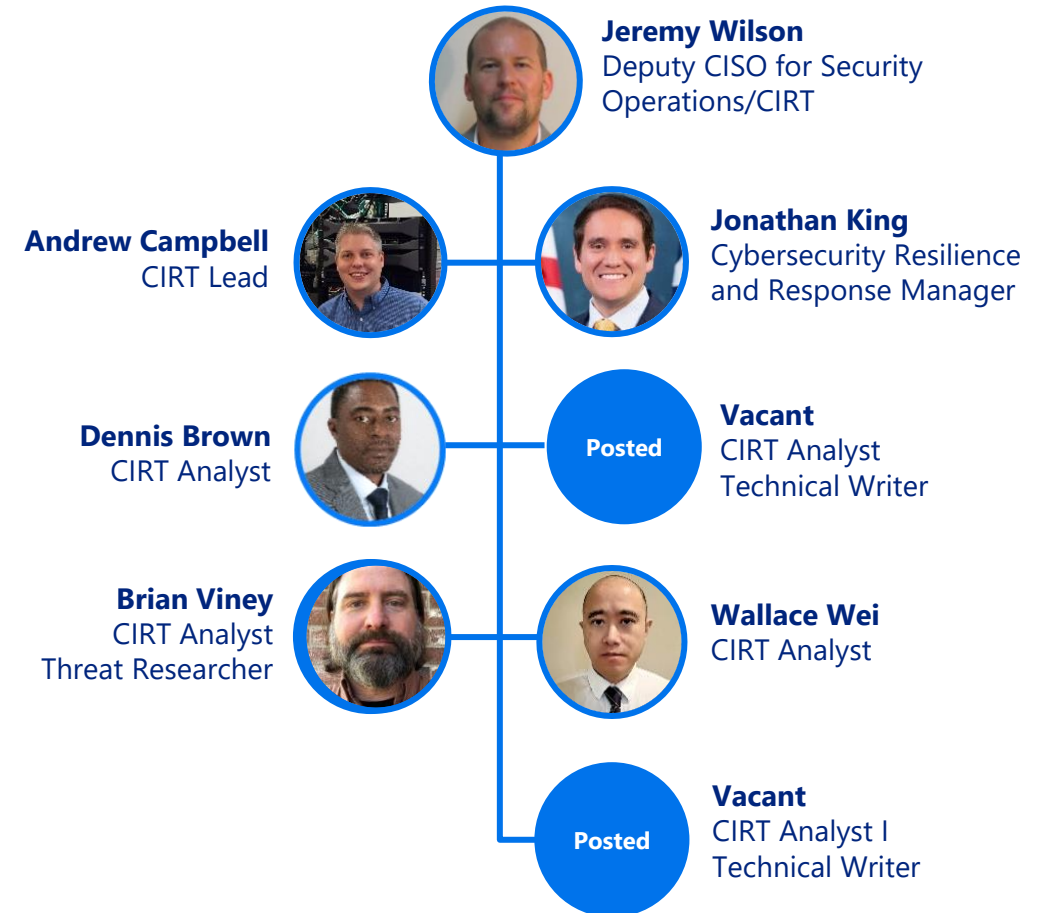 Jeremy Wilson
Deputy CISO for Security
Operations/CIRT
Andrew Campbell
CIRT Lead
Jonathan King
Cybersecurity Resilience
and Response Manager
Dennis Brown
CIRT Analyst
Posted
Vacant
CIRT Analyst
Technical Writer
Brian Viney
CIRT Analyst
Threat Researcher
Wallace Wei
CIRT Analyst
Posted
Vacant
CIRT Analyst I
Technical Writer